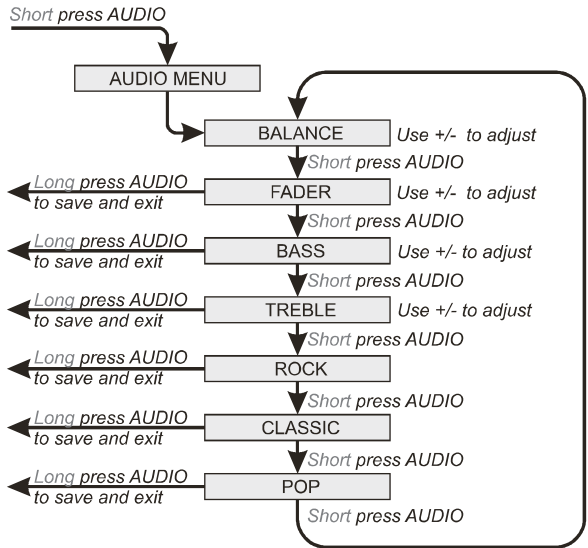 Short press AUDIO
AUDIO MENU
BALANCE Use +/- to adjust
Short press AUDIO
Long press AUDIO
to save and exit
FADER Use +/- to adjust
Short press AUDIO
Long press AUDIO
to save and exit
BASS Use +/- to adjust
Short press AUDIO
Long press AUDIO
to save and exit
TREBLE Use +/- to adjust
Short press AUDIO
Long press AUDIO
to save and exit
ROCK
Short press AUDIO
Long press AUDIO
to save and exit
CLASSIC
Short press AUDIO
Long press AUDIO
to save and exit
POP
Short press AUDIO